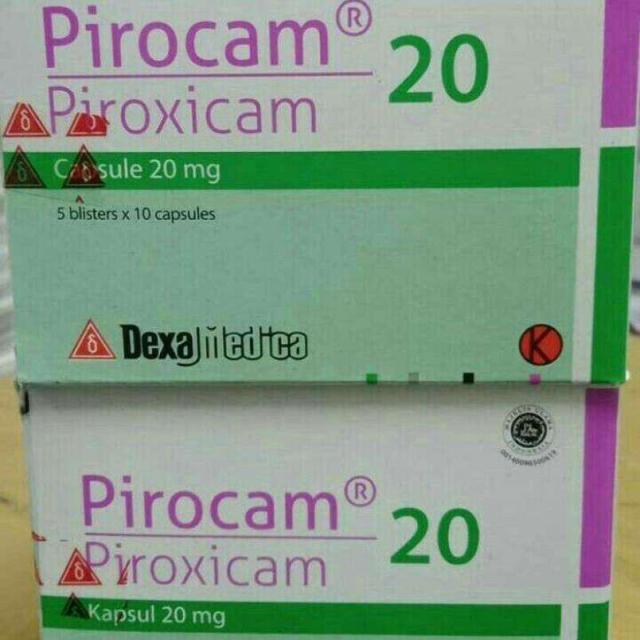 Pirocam®
20
Piroxicam
Capsule 20 mg
5 blisters x 10 capsules
δ DexaMedica
K
Pirocam®
20
Piroxicam
Kapsul 20 mg